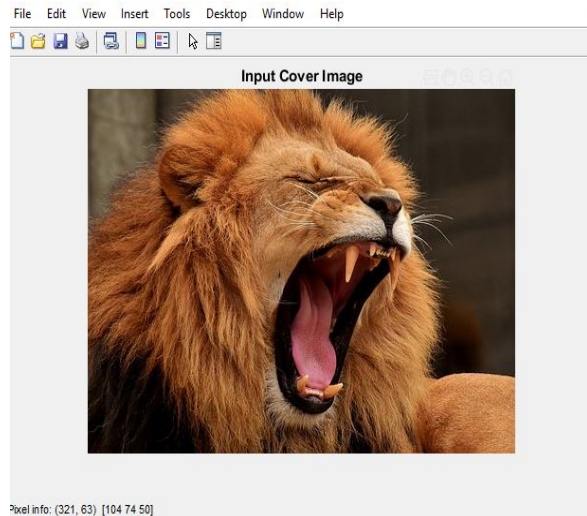 File Edit View Insert Tools Desktop Window Help
Input Cover Image
Pixel info: (321, 63) [104 74 50]